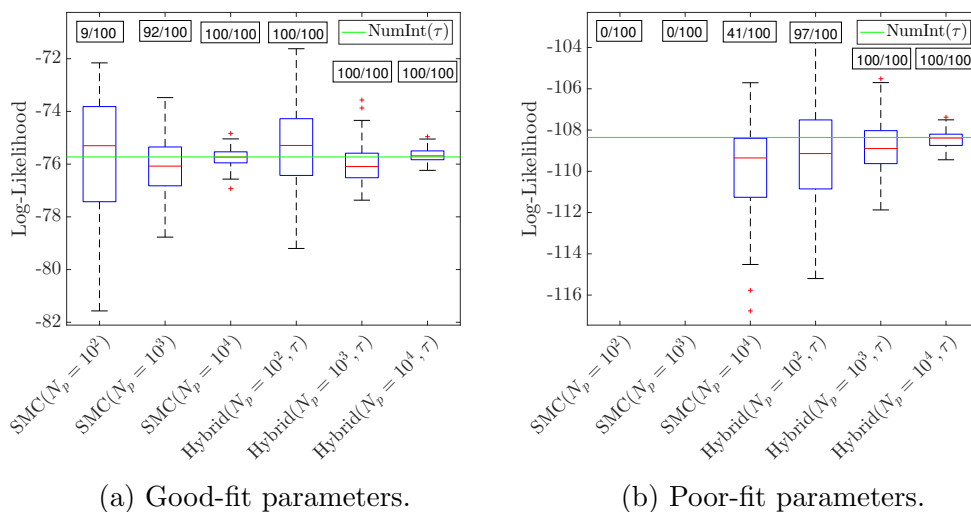 9/100 92/100 100/100 100/100 NumInt(τ)
100/100 100/100
-72
-74
-76
-78
-80
-82
Log-Likelihood
SMC(N_p = 10^2)
SMC(N_p = 10^3)
SMC(N_p = 10^4)
Hybrid(N_p = 10^2, τ)
Hybrid(N_p = 10^3, τ)
Hybrid(N_p = 10^4, τ)
(a) Good-fit parameters.
0/100 0/100 41/100 97/100 NumInt(τ)
100/100 100/100
-104
-106
-108
-110
-112
-114
-116
Log-Likelihood
SMC(N_p = 10^2)
SMC(N_p = 10^3)
SMC(N_p = 10^4)
Hybrid(N_p = 10^2, τ)
Hybrid(N_p = 10^3, τ)
Hybrid(N_p = 10^4, τ)
(b) Poor-fit parameters.